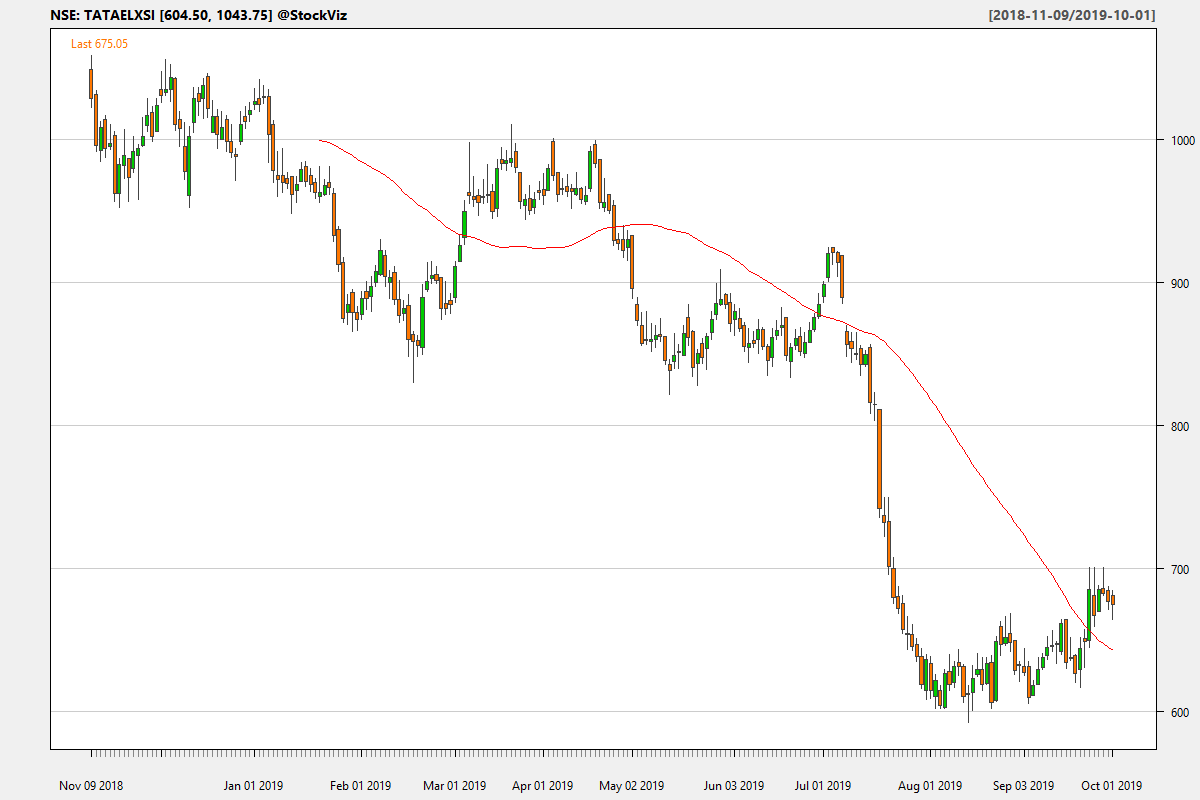 NSE: TATAELXSI [604.50, 1043.75] @StockViz [2018-11-09/2019-10-01]
Last 675.05
1000
900
800
700
600
Nov 09 2018 Jan 01 2019 Feb 01 2019 Mar 01 2019 Apr 01 2019 May 02 2019 Jun 03 2019 Jul 01 2019 Aug 01 2019 Sep 03 2019 Oct 01 2019